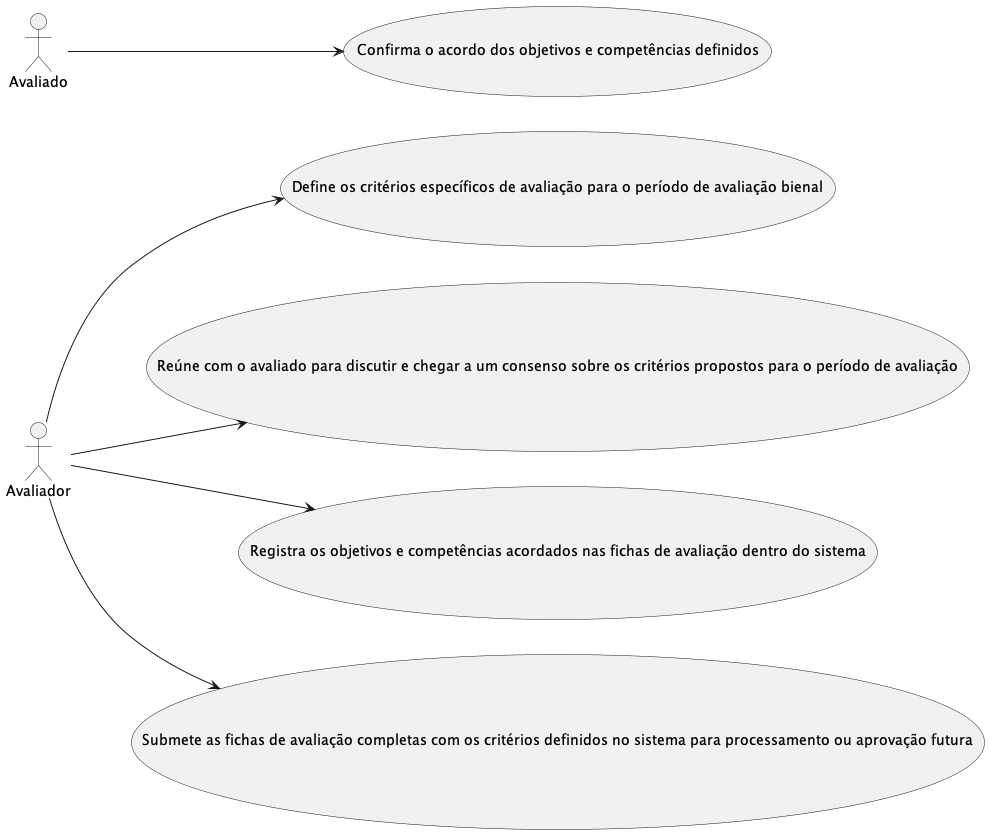 Avaliado
Confirma o acordo dos objetivos e competências definidos
Define os critérios específicos de avaliação para o período de avaliação bienal
Reúne com o avaliado para discutir e chegar a um consenso sobre os critérios propostos para o período de avaliação
Avaliador
Registra os objetivos e competências acordados nas fichas de avaliação dentro do sistema
Submete as fichas de avaliação completas com os critérios definidos no sistema para processamento ou aprovação futura